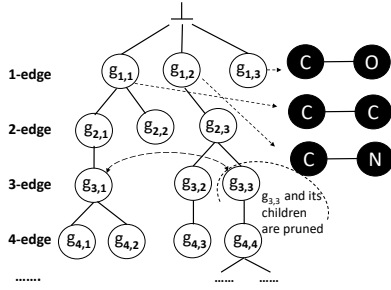 g1,1 g1,2 g1,3 C O
1-edge
C C
2-edge g2,1 g2,2 g2,3
C N
3-edge g3,1 g3,2 g3,3
g3,3 and its
children
are pruned
4-edge g4,1 g4,2 g4,3 g4,4
....... ...... ......